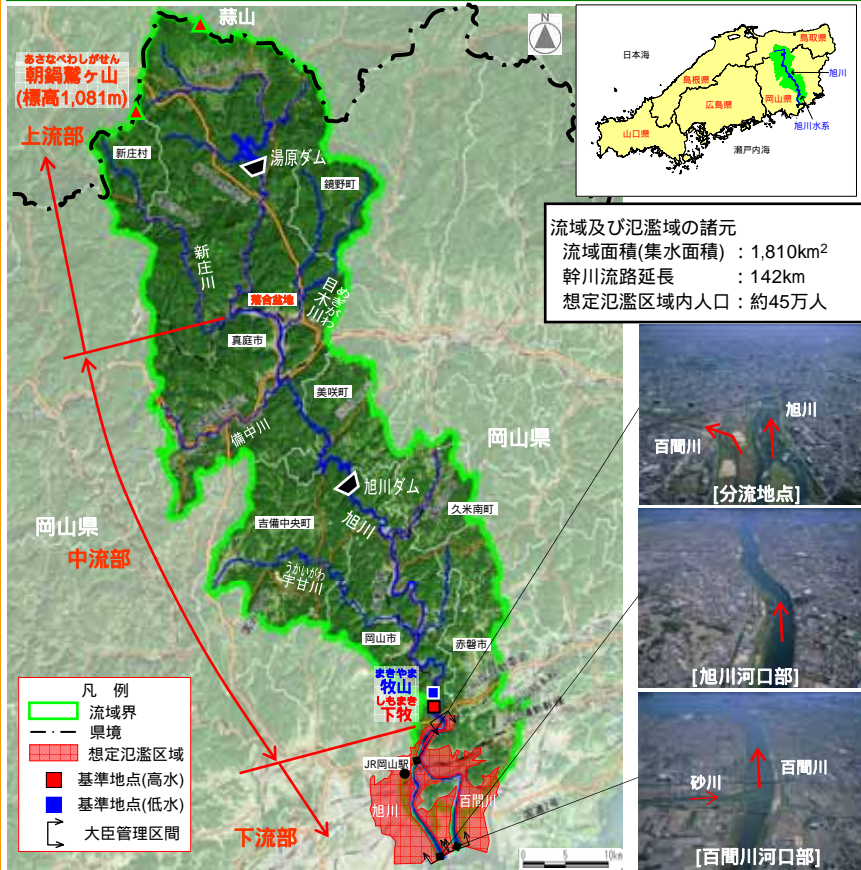 蒜山
あさなべわしがせん
朝鍋鷲ヶ山
(標高1,081m)
上流部
新庄村
湯原ダム
鏡野町
新庄川
目木川
めきがわ
落合盆地
真庭市
美咲町
備中川
岡山県
旭川ダム
旭川
久米南町
吉備中央町
岡山県
中流部
うかいがわ
宇甘川
岡山市
赤磐市
まきやま
牧山
しもまき
下牧
JR岡山駅
旭川
百間川
下流部
凡 例
流域界
県境
想定氾濫区域
基準地点(高水)
基準地点(低水)
大臣管理区間
0 5 10km
N
日本海
鳥取県
島根県
旭川
岡山県
広島県
山口県
旭川水系
瀬戸内海
流域及び氾濫域の諸元
流域面積(集水面積) : 1,810km²
幹川流路延長 : 142km
想定氾濫区域内人口 : 約45万人
旭川
百間川
[分流地点]
[旭川河口部]
百間川
砂川
[百間川河口部]